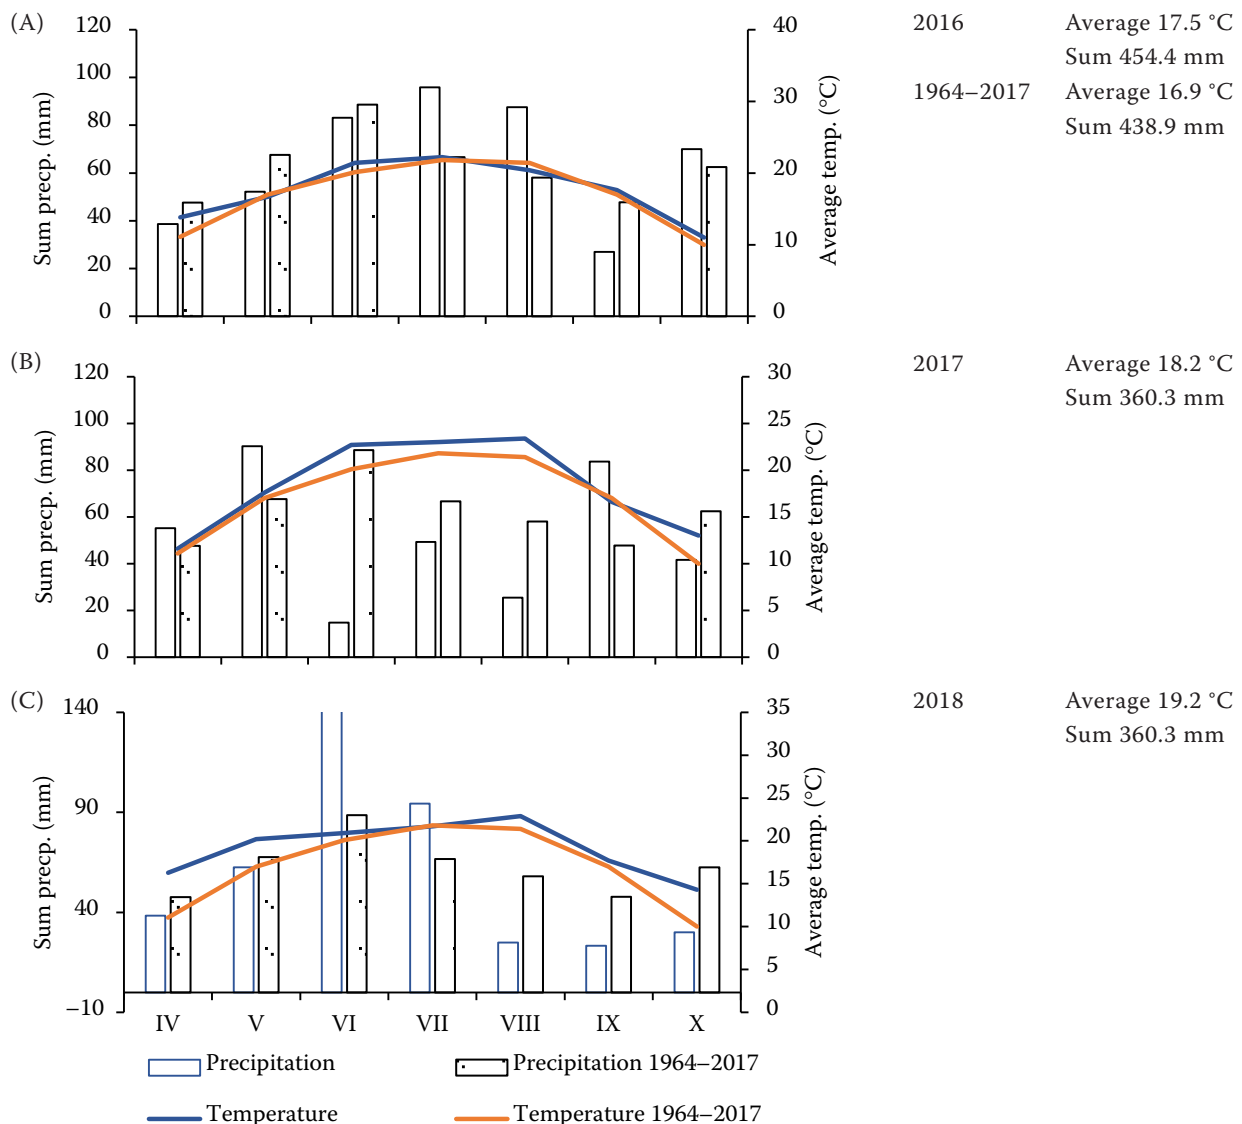 (A)
120
100
80
60
40
20
0
Sum precp. (mm)
40
30
20
10
0
Average temp. (°C)
2016 Average 17.5 °C
Sum 454.4 mm
1964–2017 Average 16.9 °C
Sum 438.9 mm
(B)
120
100
80
60
40
20
0
Sum precp. (mm)
30
25
20
15
10
5
0
Average temp. (°C)
2017 Average 18.2 °C
Sum 360.3 mm
(C)
140
90
40
−10
Sum precp. (mm)
35
30
25
20
15
10
5
0
Average temp. (°C)
2018 Average 19.2 °C
Sum 360.3 mm
IV V VI VII VIII IX X
Precipitation Precipitation 1964–2017
Temperature Temperature 1964–2017